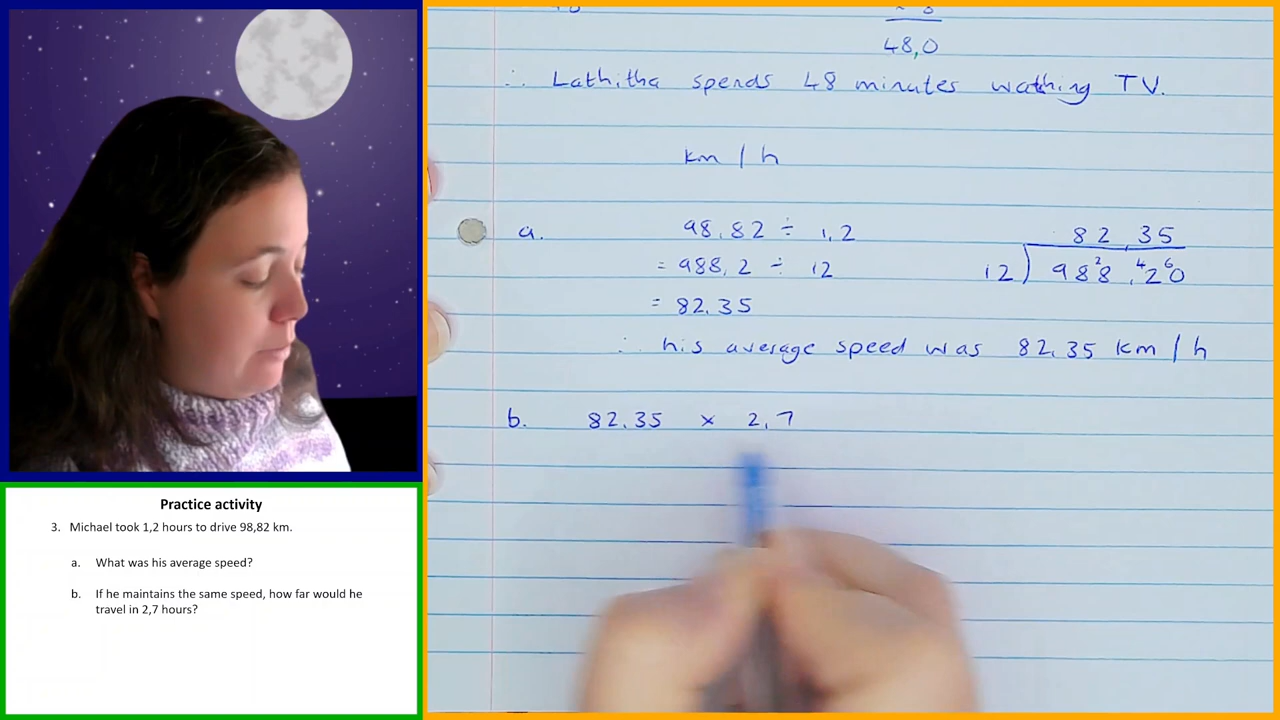 48,0
∴ Lathitha spends 48 minutes watching TV.
km / h
a. 98,82 ÷ 1,2
= 988,2 ÷ 12
= 82,35
82,35
12) 988²,⁴2⁶0
∴ his average speed was 82,35 km / h
b. 82,35 × 2,7
Practice activity
3. Michael took 1,2 hours to drive 98,82 km.
a. What was his average speed?
b. If he maintains the same speed, how far would he
travel in 2,7 hours?